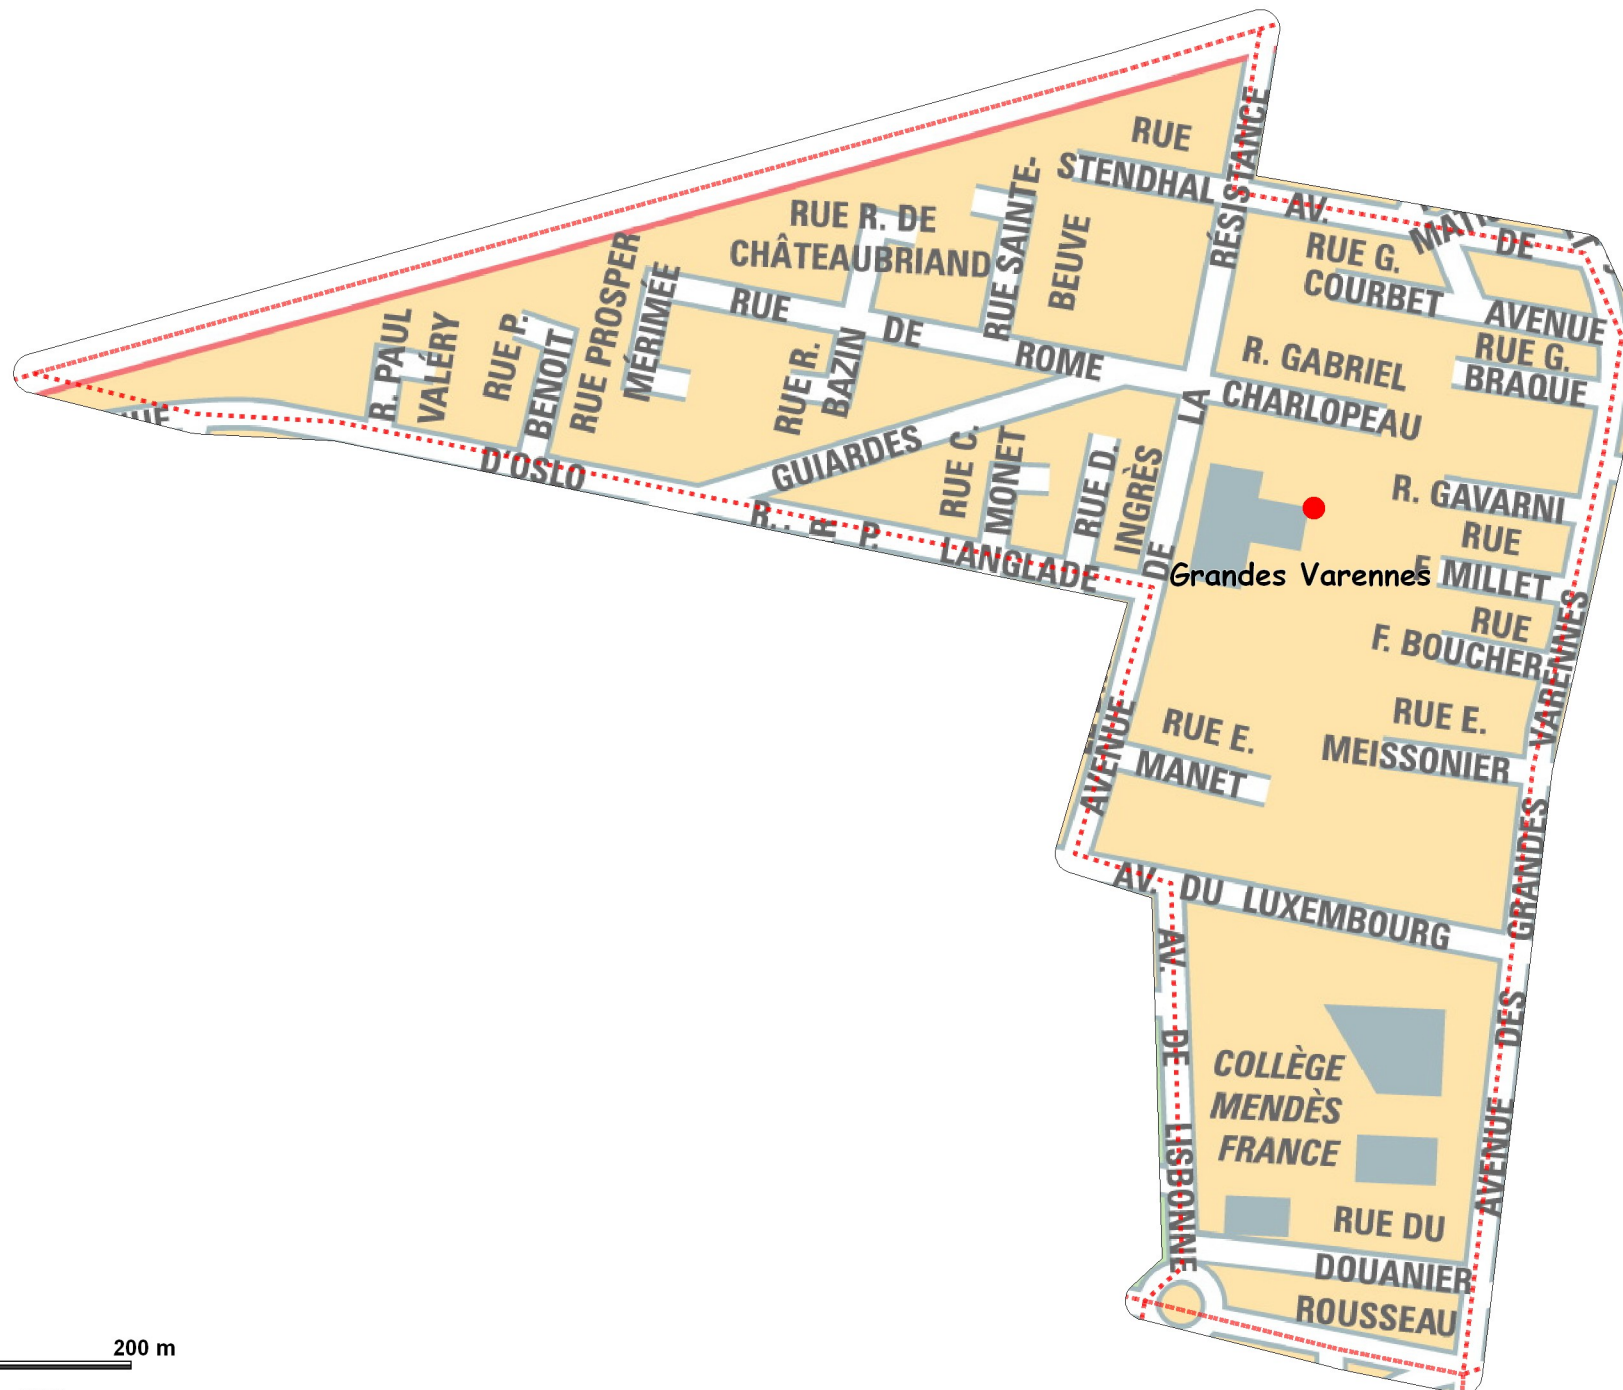 RUE
STENDHAL
AVENUE DE LA RÉSISTANCE
AV.
DE
RUE G.
COURBET
AVENUE
RUE G.
BRAQUE
RUE R. DE
CHÂTEAUBRIAND
RUE SAINTE-
BEUVE
RUE PROSPER
MÉRIMÉE
RUE DE ROME
R. PAUL
VALÉRY
RUE P.
BENOIT
RUE R.
BAZIN
R. GABRIEL
CHARLOPEAU
GUIARDES
D'OSLO
RUE C.
MONET
RUE D.
INGRÈS
R. GAVARNI
RUE
MILLET
R. P. LANGLADE
Grandes Varennes
RUE
F. BOUCHER
RUE E.
MEISSONIER
RUE E.
MANET
AVENUE DES GRANDES VARENNES
AV. DU LUXEMBOURG
AV. DE LISBONNE
COLLÈGE
MENDÈS
FRANCE
RUE DU
DOUANIER
ROUSSEAU
200 m